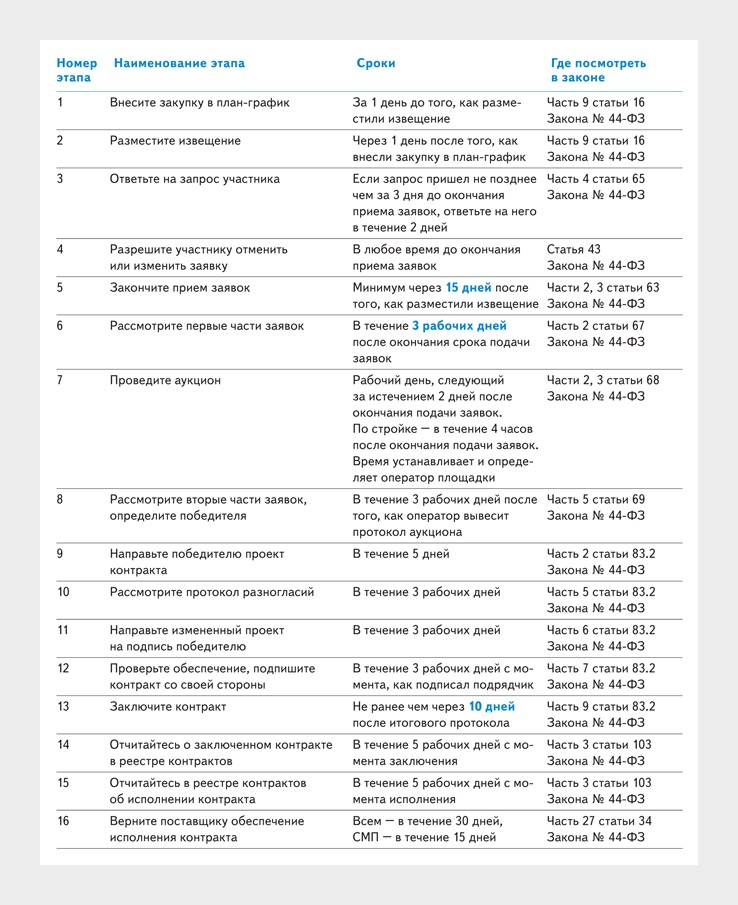 Номер этапа
Наименование этапа
Сроки
Где посмотреть в законе
1
Внесите закупку в план-график
За 1 день до того, как разме-
стили извещение
Часть 9 статьи 16
Закона № 44-ФЗ
2
Разместите извещение
Через 1 день после того, как
внесли закупку в план-график
Часть 9 статьи 16
Закона № 44-ФЗ
3
Ответьте на запрос участника
Если запрос пришел не позднее
чем за 3 дня до окончания
приема заявок, ответьте на него
в течение 2 дней
Часть 4 статьи 65
Закона № 44-ФЗ
4
Разрешите участнику отменить
или изменить заявку
В любое время до окончания
приема заявок
Статья 43
Закона № 44-ФЗ
5
Закончите прием заявок
Минимум через 15 дней после
того, как разместили извещение
Части 2, 3 статьи 63
Закона № 44-ФЗ
6
Рассмотрите первые части заявок
В течение 3 рабочих дней
после окончания срока подачи
заявок
Часть 2 статьи 67
Закона № 44-ФЗ
7
Проведите аукцион
Рабочий день, следующий
за истечением 2 дней после
окончания подачи заявок.
По стройке — в течение 4 часов
после окончания подачи заявок.
Время устанавливает и опреде-
ляет оператор площадки
Части 2, 3 статьи 68
Закона № 44-ФЗ
8
Рассмотрите вторые части заявок,
определите победителя
В течение 3 рабочих дней после
того, как оператор вывесит
протокол аукциона
Часть 5 статьи 69
Закона № 44-ФЗ
9
Направьте победителю проект
контракта
В течение 5 дней
Часть 2 статьи 83.2
Закона № 44-ФЗ
10
Рассмотрите протокол разногласий
В течение 3 рабочих дней
Часть 5 статьи 83.2
Закона № 44-ФЗ
11
Направьте измененный проект
на подпись победителю
В течение 3 рабочих дней
Часть 6 статьи 83.2
Закона № 44-ФЗ
12
Проверьте обеспечение, подпишите
контракт со своей стороны
В течение 3 рабочих дней с мо-
мента, как подписал подрядчик
Часть 7 статьи 83.2
Закона № 44-ФЗ
13
Заключите контракт
Не ранее чем через 10 дней
после итогового протокола
Часть 9 статьи 83.2
Закона № 44-ФЗ
14
Отчитайтесь о заключенном контракте
в реестре контрактов
В течение 5 рабочих дней с мо-
мента заключения
Часть 3 статьи 103
Закона № 44-ФЗ
15
Отчитайтесь в реестре контрактов
об исполнении контракта
В течение 5 рабочих дней с мо-
мента исполнения
Часть 3 статьи 103
Закона № 44-ФЗ
16
Верните поставщику обеспечение
исполнения контракта
Всем — в течение 30 дней,
СМП — в течение 15 дней
Часть 27 статьи 34
Закона № 44-ФЗ